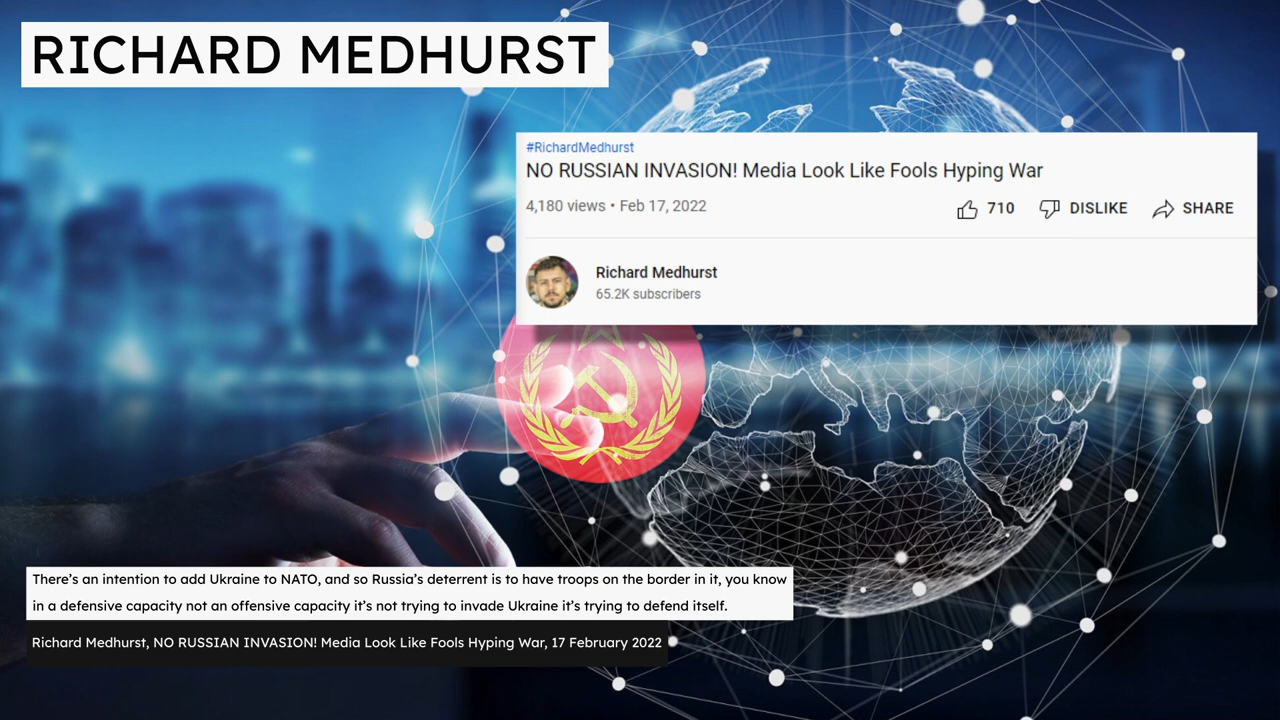 RICHARD MEDHURST
#RichardMedhurst
NO RUSSIAN INVASION! Media Look Like Fools Hyping War
4,180 views • Feb 17, 2022
710 DISLIKE SHARE
Richard Medhurst
65.2K subscribers
There's an intention to add Ukraine to NATO, and so Russia's deterrent is to have troops on the border in it, you know
in a defensive capacity not an offensive capacity it's not trying to invade Ukraine it's trying to defend itself.
Richard Medhurst, NO RUSSIAN INVASION! Media Look Like Fools Hyping War, 17 February 2022